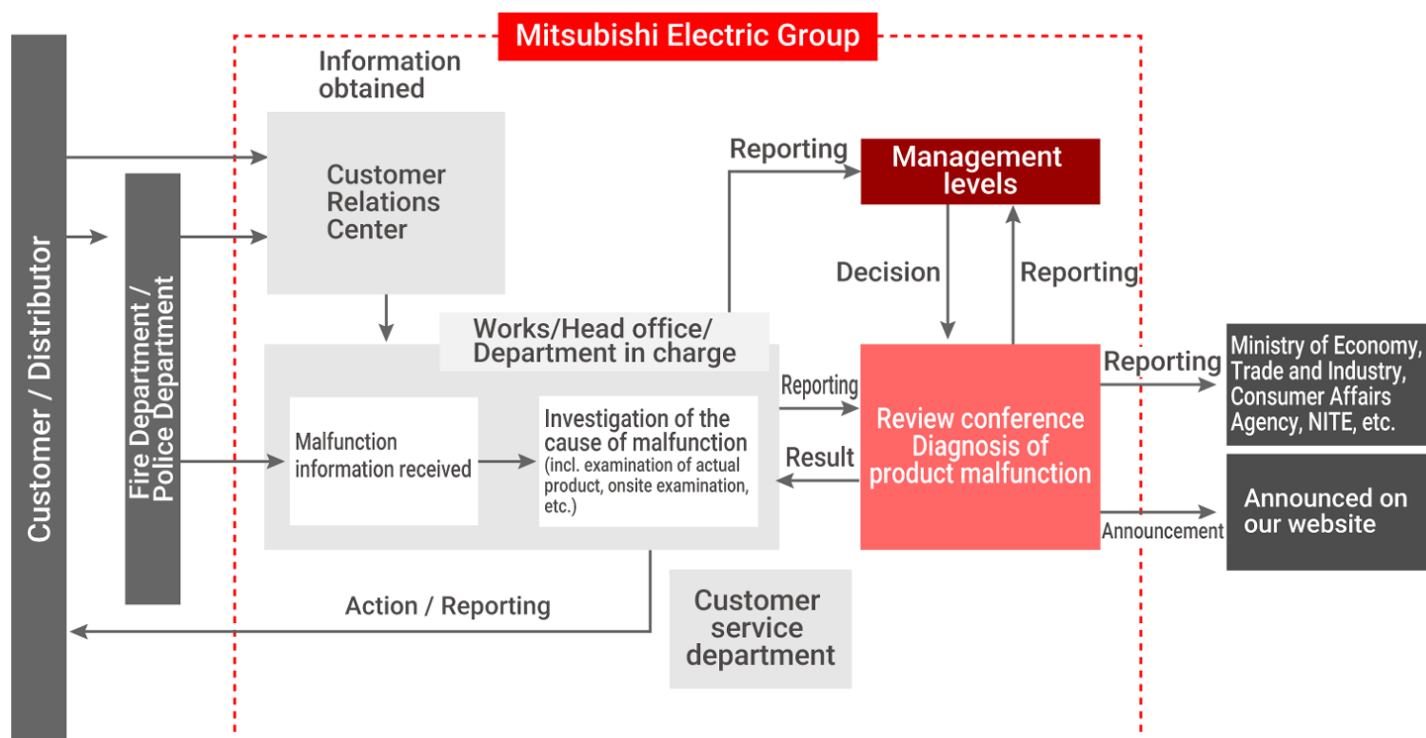 Mitsubishi Electric Group
Customer / Distributor
Fire Department /
Police Department
Information
obtained
Customer
Relations
Center
Works/Head office/
Department in charge
Malfunction
information received
Investigation of the
cause of malfunction
(incl. examination of actual
product, onsite examination,
etc.)
Reporting
Management
levels
Decision
Reporting
Reporting
Result
Review conference
Diagnosis of
product malfunction
Reporting
Ministry of Economy,
Trade and Industry,
Consumer Affairs
Agency, NITE, etc.
Announcement
Announced on
our website
Action / Reporting
Customer
service
department